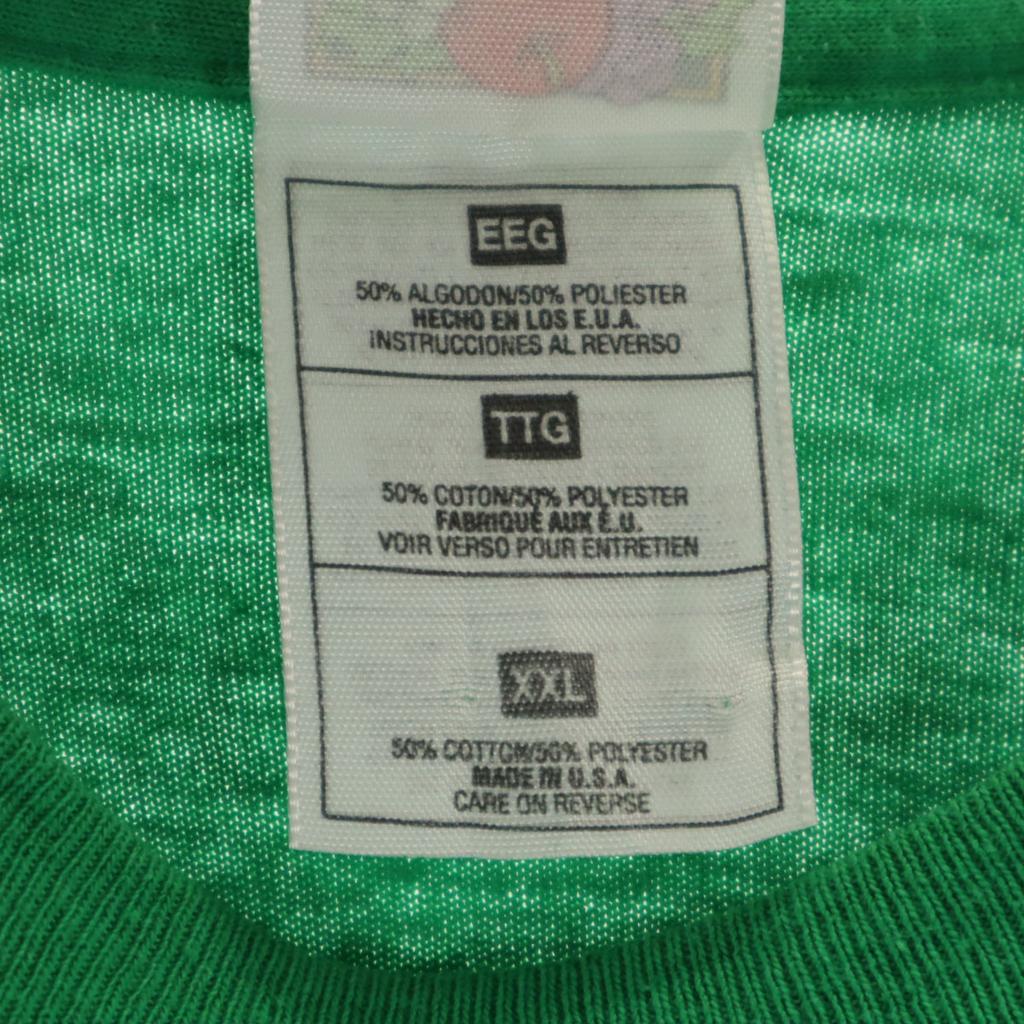 EEG
50% ALGODON/50% POLIESTER
HECHO EN LOS E.U.A.
INSTRUCCIONES AL REVERSO
TTG
50% COTON/50% POLYESTER
FABRIQUÉ AUX É.U.
VOIR VERSO POUR ENTRETIEN
XXL
50% COTTON/50% POLYESTER
MADE IN U.S.A.
CARE ON REVERSE